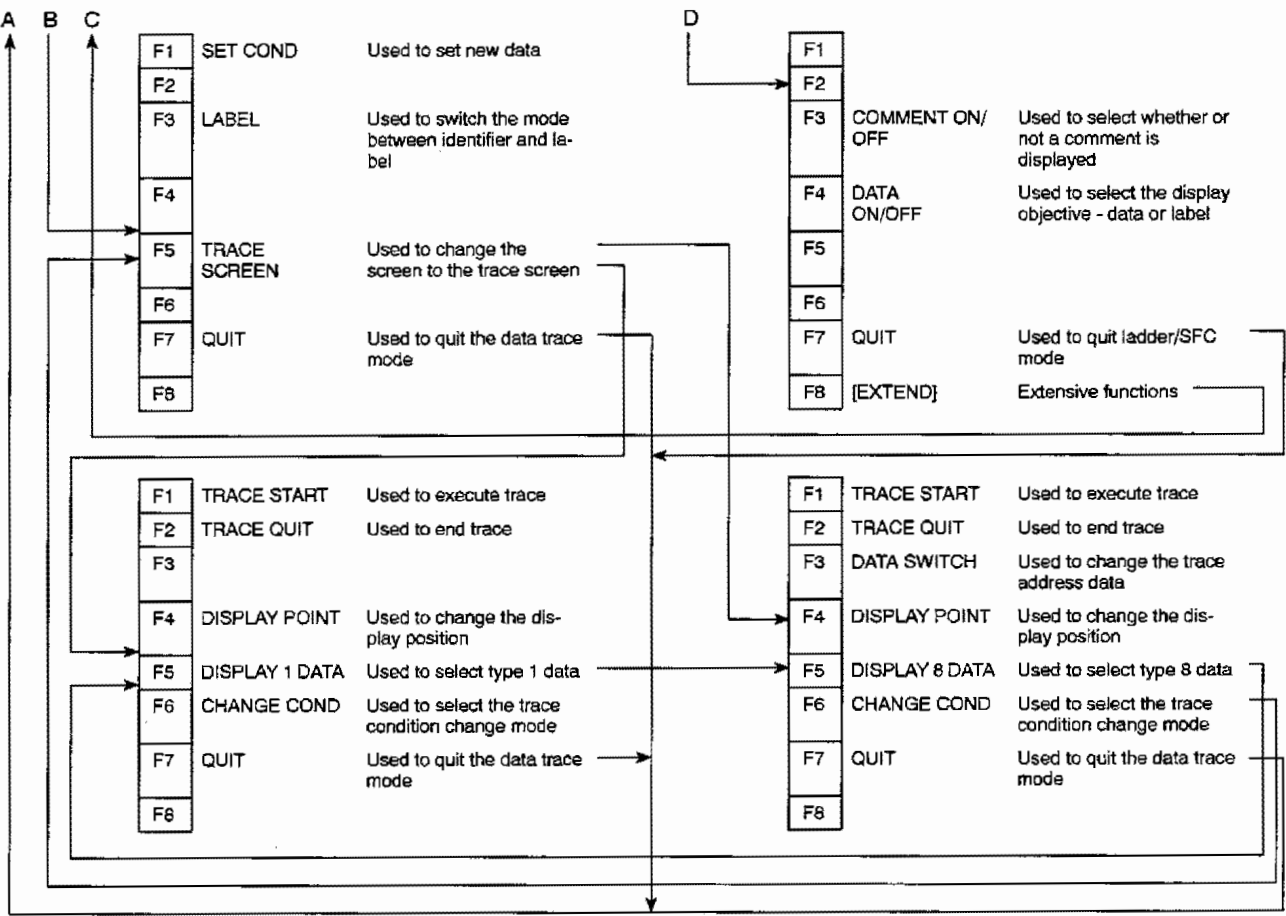 A B C D
F1 SET COND Used to set new data
F2
F3 LABEL Used to switch the mode
between identifier and la-
bel
F4
F5 TRACE Used to change the
SCREEN screen to the trace screen
F6
F7 QUIT Used to quit the data trace
mode
F8
F1
F2
F3 COMMENT ON/ Used to select whether or
OFF not a comment is
displayed
F4 DATA Used to select the display
ON/OFF objective - data or label
F5
F6
F7 QUIT Used to quit ladder/SFC
mode
F8 [EXTEND] Extensive functions
F1 TRACE START Used to execute trace
F2 TRACE QUIT Used to end trace
F3
F4 DISPLAY POINT Used to change the dis-
play position
F5 DISPLAY 1 DATA Used to select type 1 data
F6 CHANGE COND Used to select the trace
condition change mode
F7 QUIT Used to quit the data trace
mode
F8
F1 TRACE START Used to execute trace
F2 TRACE QUIT Used to end trace
F3 DATA SWITCH Used to change the trace
address data
F4 DISPLAY POINT Used to change the dis-
play position
F5 DISPLAY 8 DATA Used to select type 8 data
F6 CHANGE COND Used to select the trace
condition change mode
F7 QUIT Used to quit the data trace
mode
F8